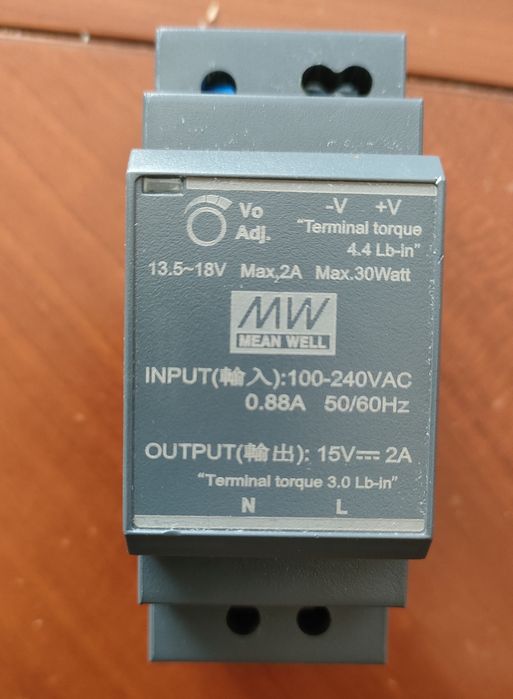 Vo
Adj.
-V +V
“Terminal torque
4.4 Lb-in”
13.5~18V Max,2A Max.30Watt
MW
MEAN WELL
INPUT(輸入):100-240VAC
0.88A 50/60Hz
OUTPUT(輸出): 15V⎓ 2A
“Terminal torque 3.0 Lb-in”
N L